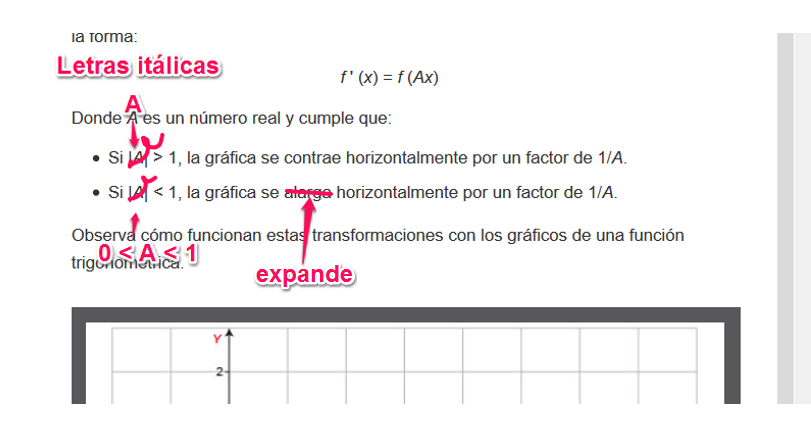 la forma:
Letras itálicas
f ' (x) = f (Ax)
A
Donde A es un número real y cumple que:
• Si |A| > 1, la gráfica se contrae horizontalmente por un factor de 1/A.
• Si |A| < 1, la gráfica se alarga horizontalmente por un factor de 1/A.
Observa cómo funcionan estas transformaciones con los gráficos de una función
0 < A < 1
trigonométrica.
expande
Y
2